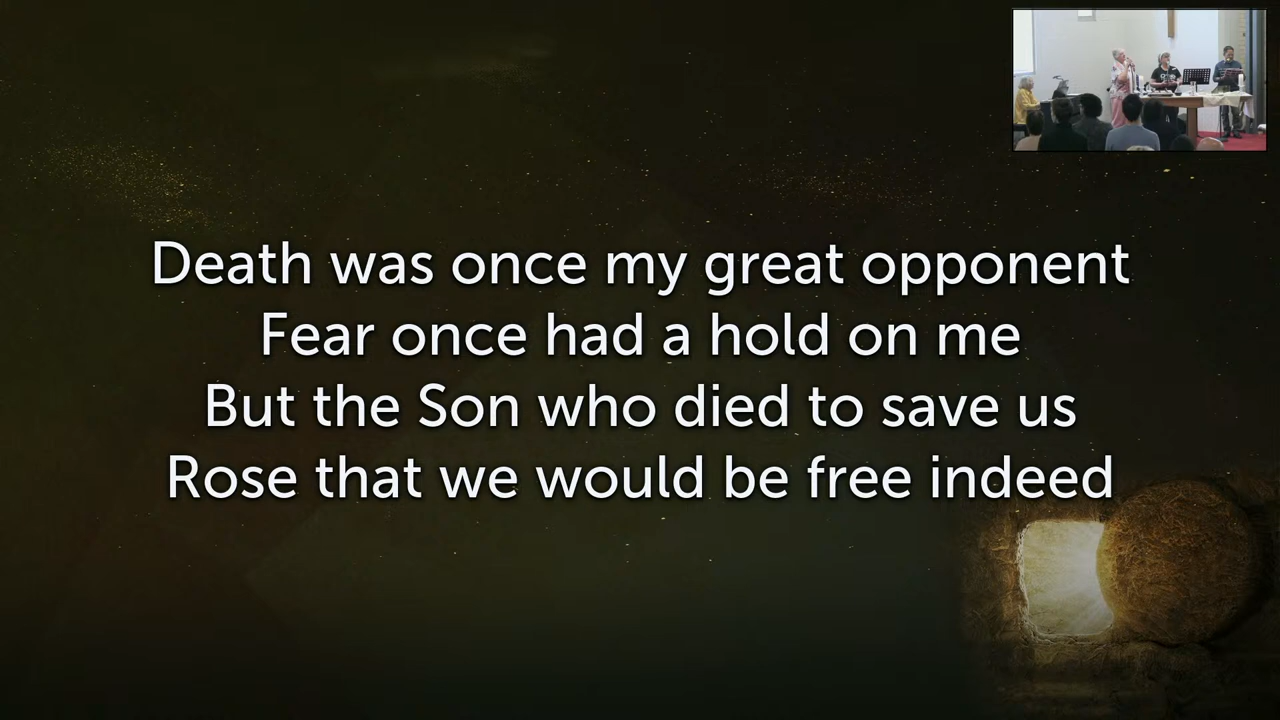 Death was once my great opponent
Fear once had a hold on me
But the Son who died to save us
Rose that we would be free indeed